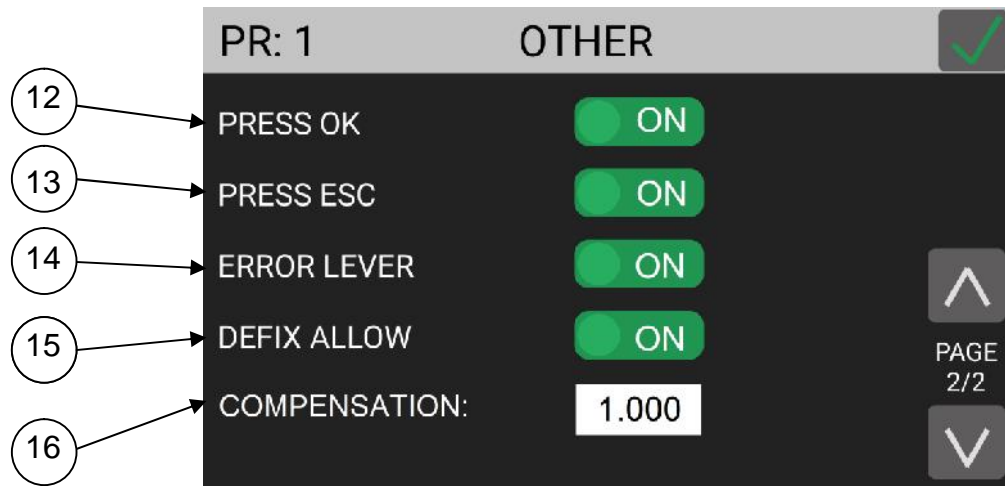 PR: 1 OTHER
12 PRESS OK ON
13 PRESS ESC ON
14 ERROR LEVER ON
15 DEFIX ALLOW ON
PAGE
2/2
16 COMPENSATION: 1.000